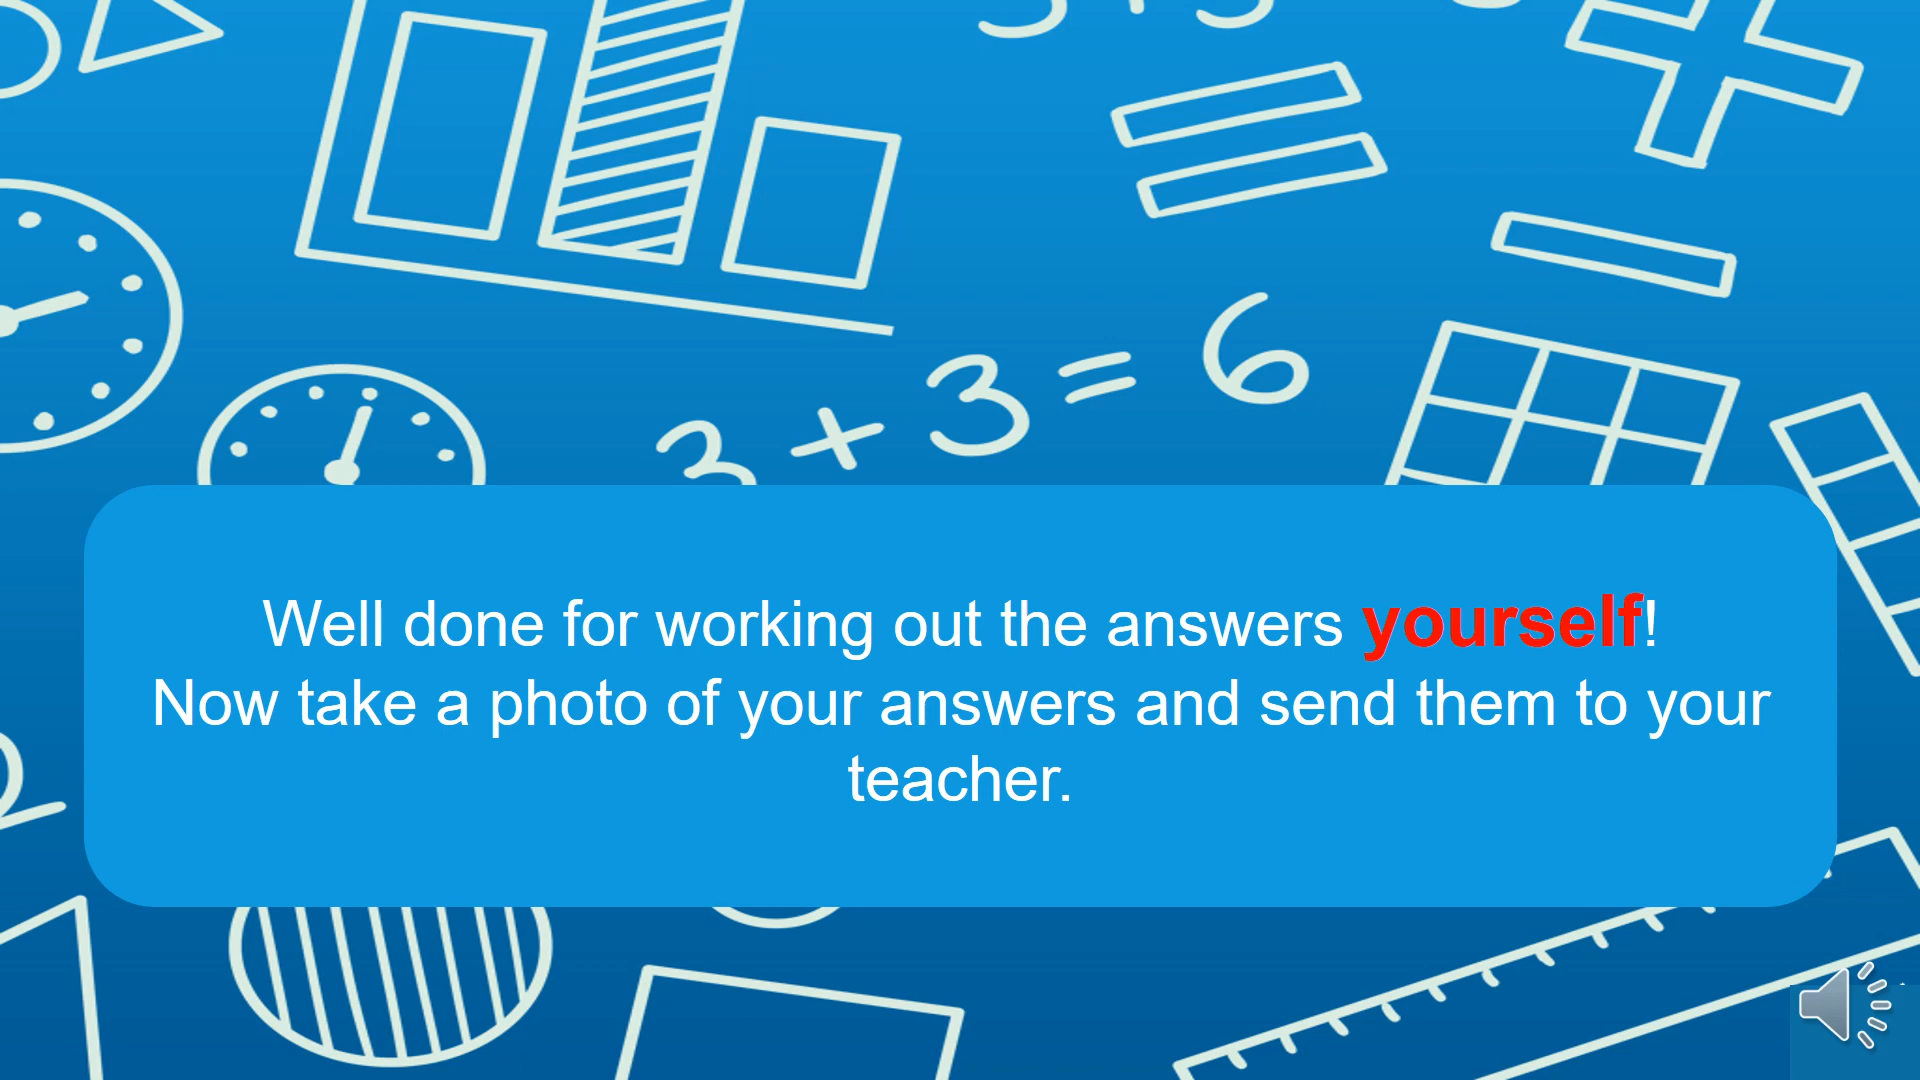 3 + 3 = 6
Well done for working out the answers yourself!
Now take a photo of your answers and send them to your
teacher.